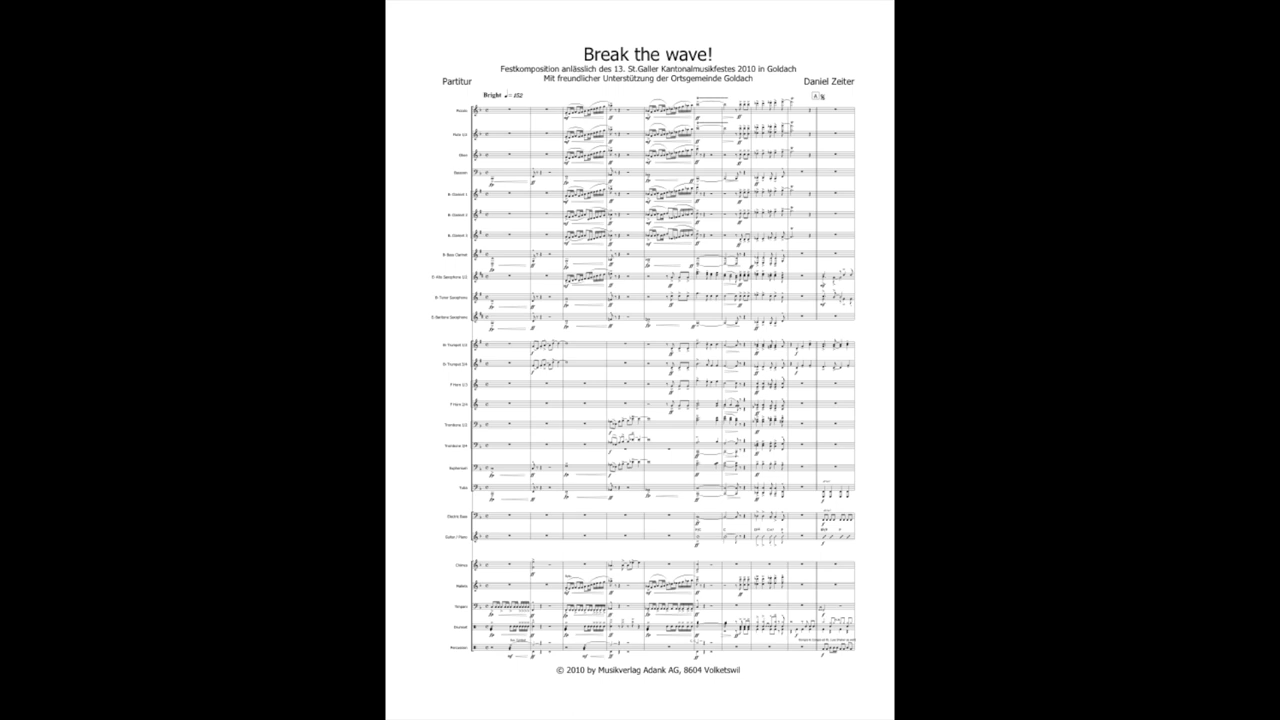 Break the wave!
Festkomposition anlässlich des 13. St.Galler Kantonalmusikfestes 2010 in Goldach
Mit freundlicher Unterstützung der Ortsgemeinde Goldach
Partitur
Daniel Zeiter
Bright ♩= 152
A
Piccolo
Flute 1/2
Oboe
Bassoon
B♭ Clarinet 1
B♭ Clarinet 2
B♭ Clarinet 3
B♭ Bass Clarinet
E♭ Alto Saxophone 1/2
B♭ Tenor Saxophone
E♭ Baritone Saxophone
B♭ Trumpet 1/2
B♭ Trumpet 3/4
F Horn 1/3
F Horn 2/4
Trombone 1/2
Trombone 3/4
Euphonium
Tuba
Electric Bass
Guitar / Piano
Chimes
Mallets
Timpani
Drumset
Percussion
© 2010 by Musikverlag Adank AG, 8604 Volketswil